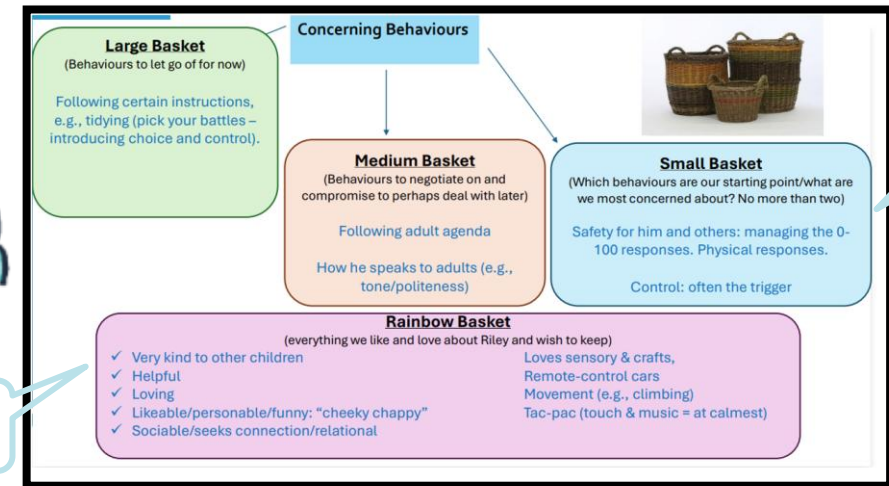 Concerning Behaviours
Large Basket
(Behaviours to let go of for now)
Following certain instructions,
e.g., tidying (pick your battles –
introducing choice and control).
Medium Basket
(Behaviours to negotiate on and
compromise to perhaps deal with later)
Following adult agenda
How he speaks to adults (e.g.,
tone/politeness)
Small Basket
(Which behaviours are our starting point/what are
we most concerned about? No more than two)
Safety for him and others: managing the 0-
100 responses. Physical responses.
Control: often the trigger
Rainbow Basket
(everything we like and love about Riley and wish to keep)
✓ Very kind to other children
✓ Helpful
✓ Loving
✓ Likeable/personable/funny: “cheeky chappy”
✓ Sociable/seeks connection/relational
Loves sensory & crafts,
Remote-control cars
Movement (e.g., climbing)
Tac-pac (touch & music = at calmest)